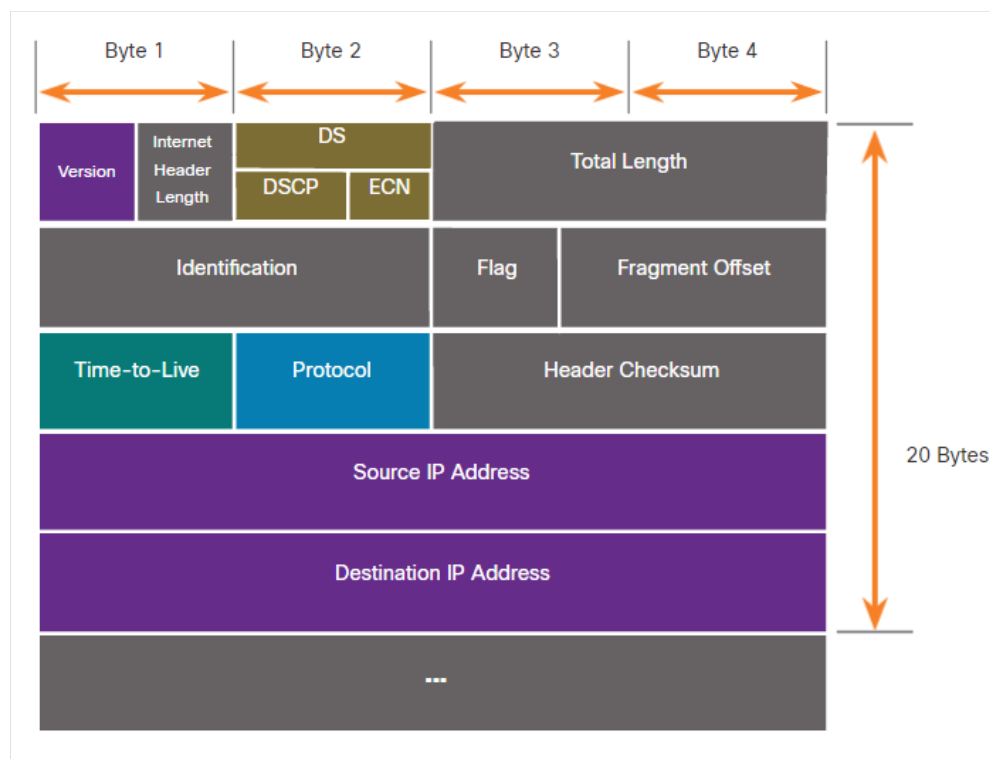 Byte 1
Byte 2
Byte 3
Byte 4
Version
Internet
Header
Length
DS
DSCP
ECN
Total Length
Identification
Flag
Fragment Offset
Time-to-Live
Protocol
Header Checksum
Source IP Address
20 Bytes
Destination IP Address
...